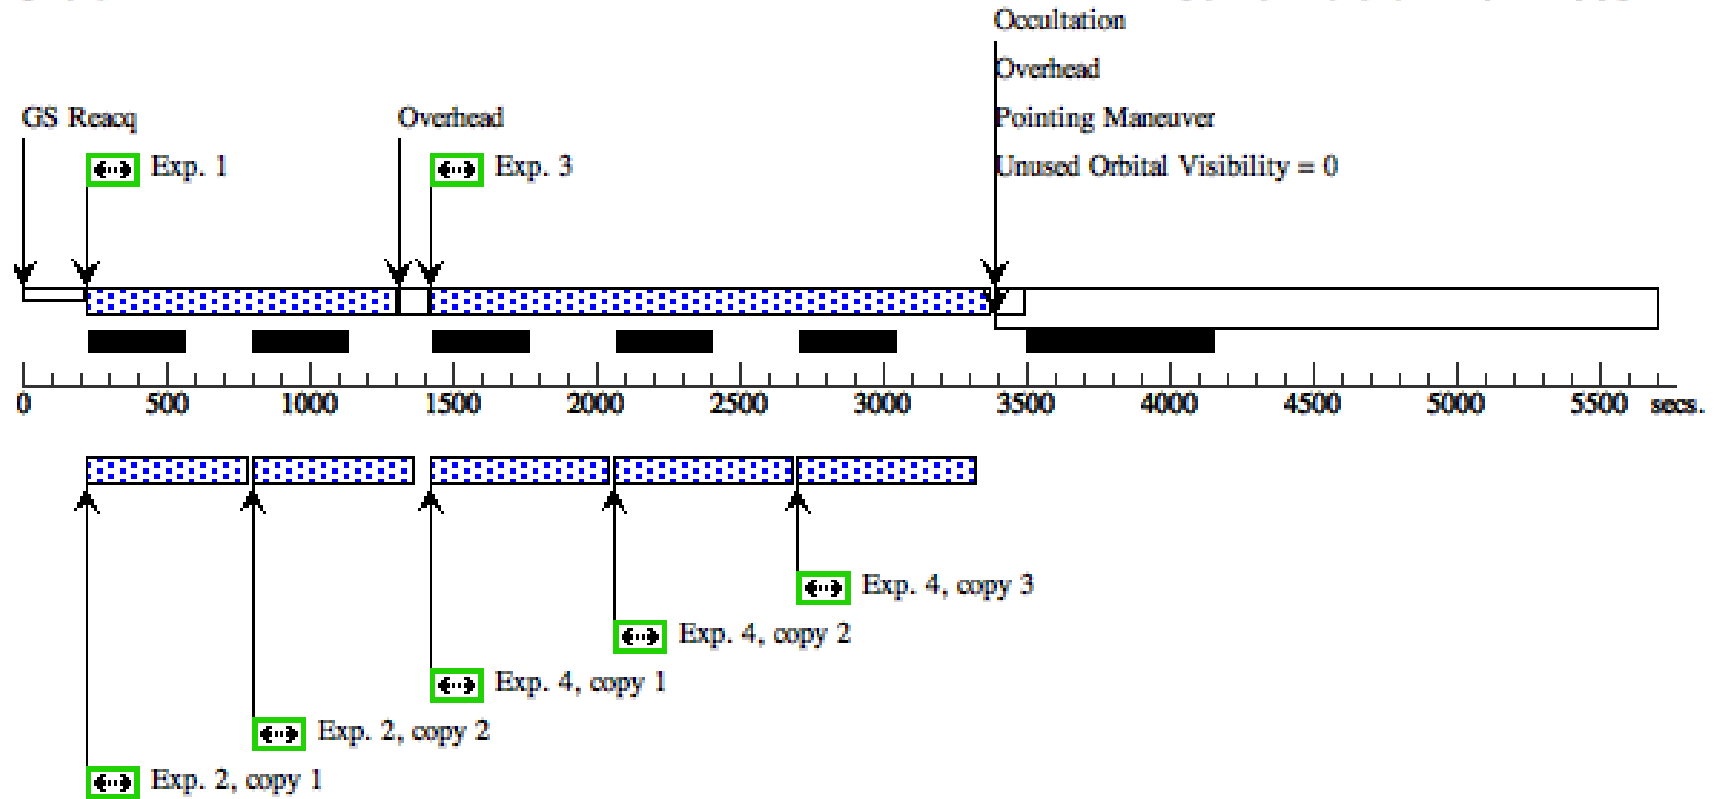 Occultation
Overhead
GS Reacq
Overhead
Pointing Maneuver
Exp. 1
Exp. 3
Unused Orbital Visibility = 0
0 500 1000 1500 2000 2500 3000 3500 4000 4500 5000 5500 secs.
Exp. 4, copy 3
Exp. 4, copy 2
Exp. 4, copy 1
Exp. 2, copy 2
Exp. 2, copy 1